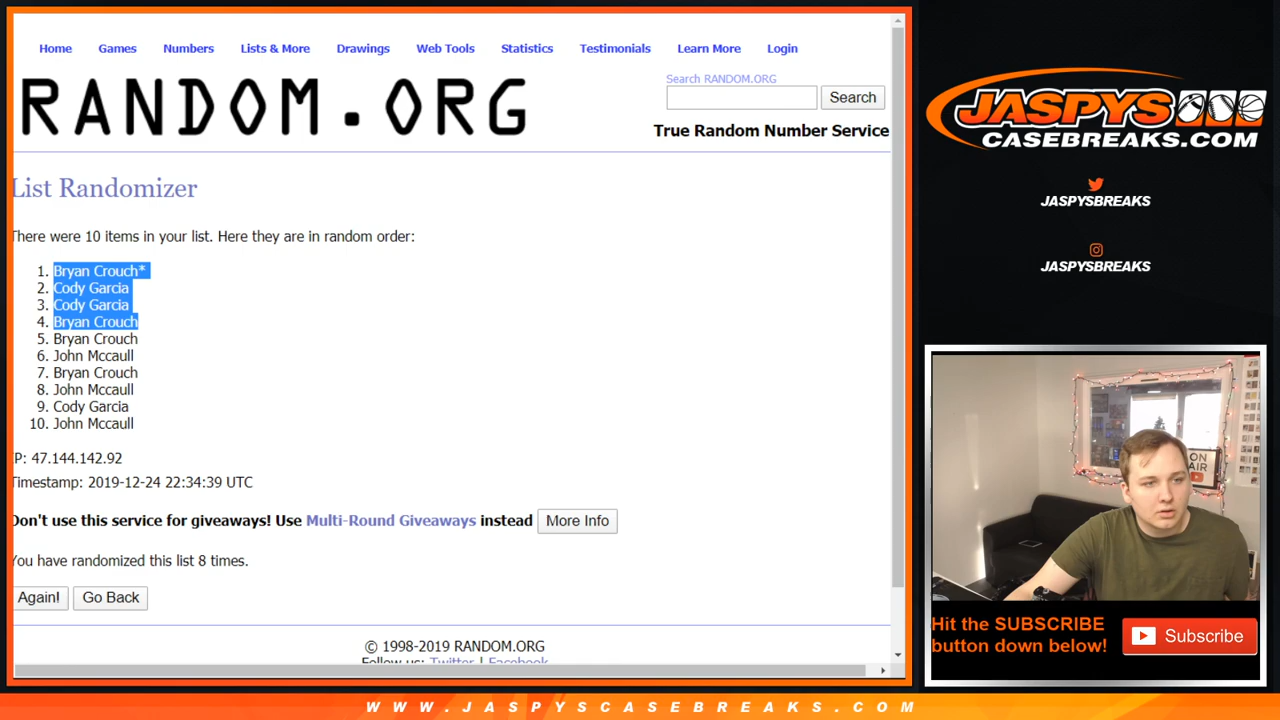 Home Games Numbers Lists & More Drawings Web Tools Statistics Testimonials Learn More Login
RANDOM.ORG
Search RANDOM.ORG
Search
True Random Number Service
List Randomizer
There were 10 items in your list. Here they are in random order:
1. Bryan Crouch*
2. Cody Garcia
3. Cody Garcia
4. Bryan Crouch
5. Bryan Crouch
6. John Mccaull
7. Bryan Crouch
8. John Mccaull
9. Cody Garcia
10. John Mccaull
IP: 47.144.142.92
Timestamp: 2019-12-24 22:34:39 UTC
Don't use this service for giveaways! Use Multi-Round Giveaways instead More Info
You have randomized this list 8 times.
Again! Go Back
© 1998-2019 RANDOM.ORG
Follow us: Twitter | Facebook
JASPYS
CASEBREAKS.COM
JASPYSBREAKS
JASPYSBREAKS
ON
AIR
Hit the SUBSCRIBE
button down below!
Subscribe
WWW.JASPYSCASEBREAKS.COM